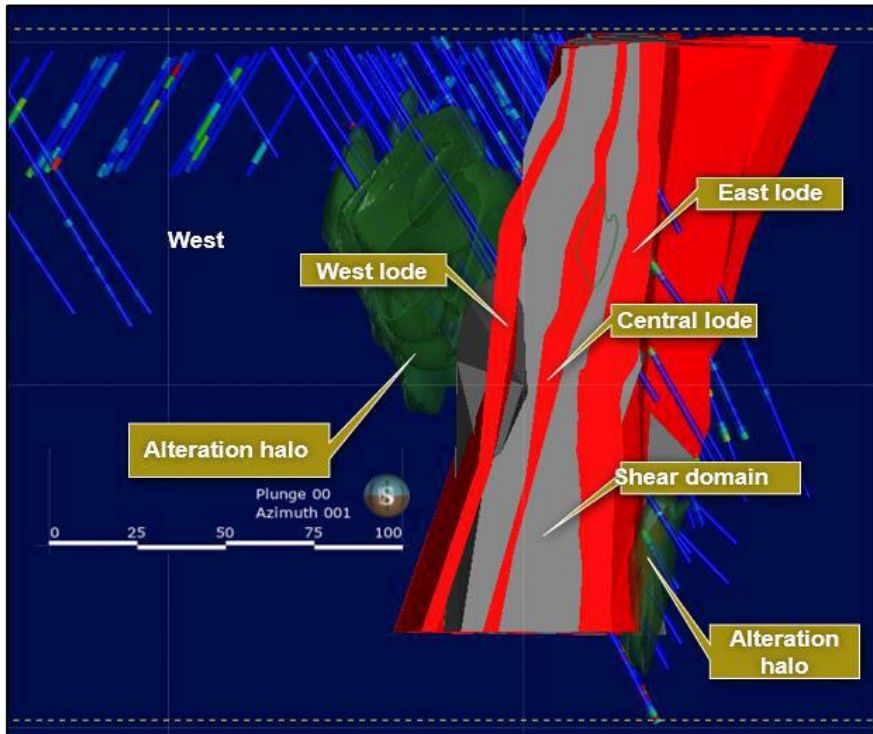 East lode
West
West lode
Central lode
Alteration halo
Shear domain
Plunge 00
Azimuth 001
S
0 25 50 75 100
Alteration
halo